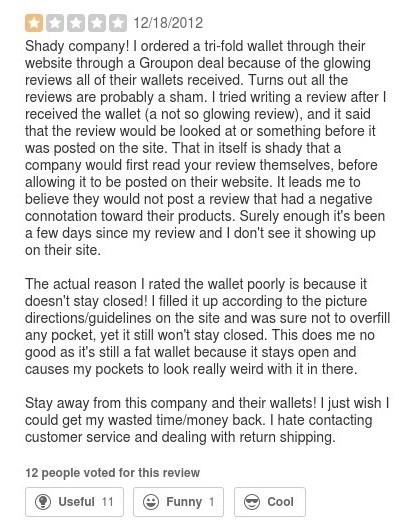 12/18/2012
Shady company! I ordered a tri-fold wallet through their
website through a Groupon deal because of the glowing
reviews all of their wallets received. Turns out all the
reviews are probably a sham. I tried writing a review after I
received the wallet (a not so glowing review), and it said
that the review would be looked at or something before it
was posted on the site. That in itself is shady that a
company would first read your review themselves, before
allowing it to be posted on their website. It leads me to
believe they would not post a review that had a negative
connotation toward their products. Surely enough it's been
a few days since my review and I don't see it showing up
on their site.
The actual reason I rated the wallet poorly is because it
doesn't stay closed! I filled it up according to the picture
directions/guidelines on the site and was sure not to overfill
any pocket, yet it still won't stay closed. This does me no
good as it's still a fat wallet because it stays open and
causes my pockets to look really weird with it in there.
Stay away from this company and their wallets! I just wish I
could get my wasted time/money back. I hate contacting
customer service and dealing with return shipping.
12 people voted for this review
Useful 11 Funny 1 Cool